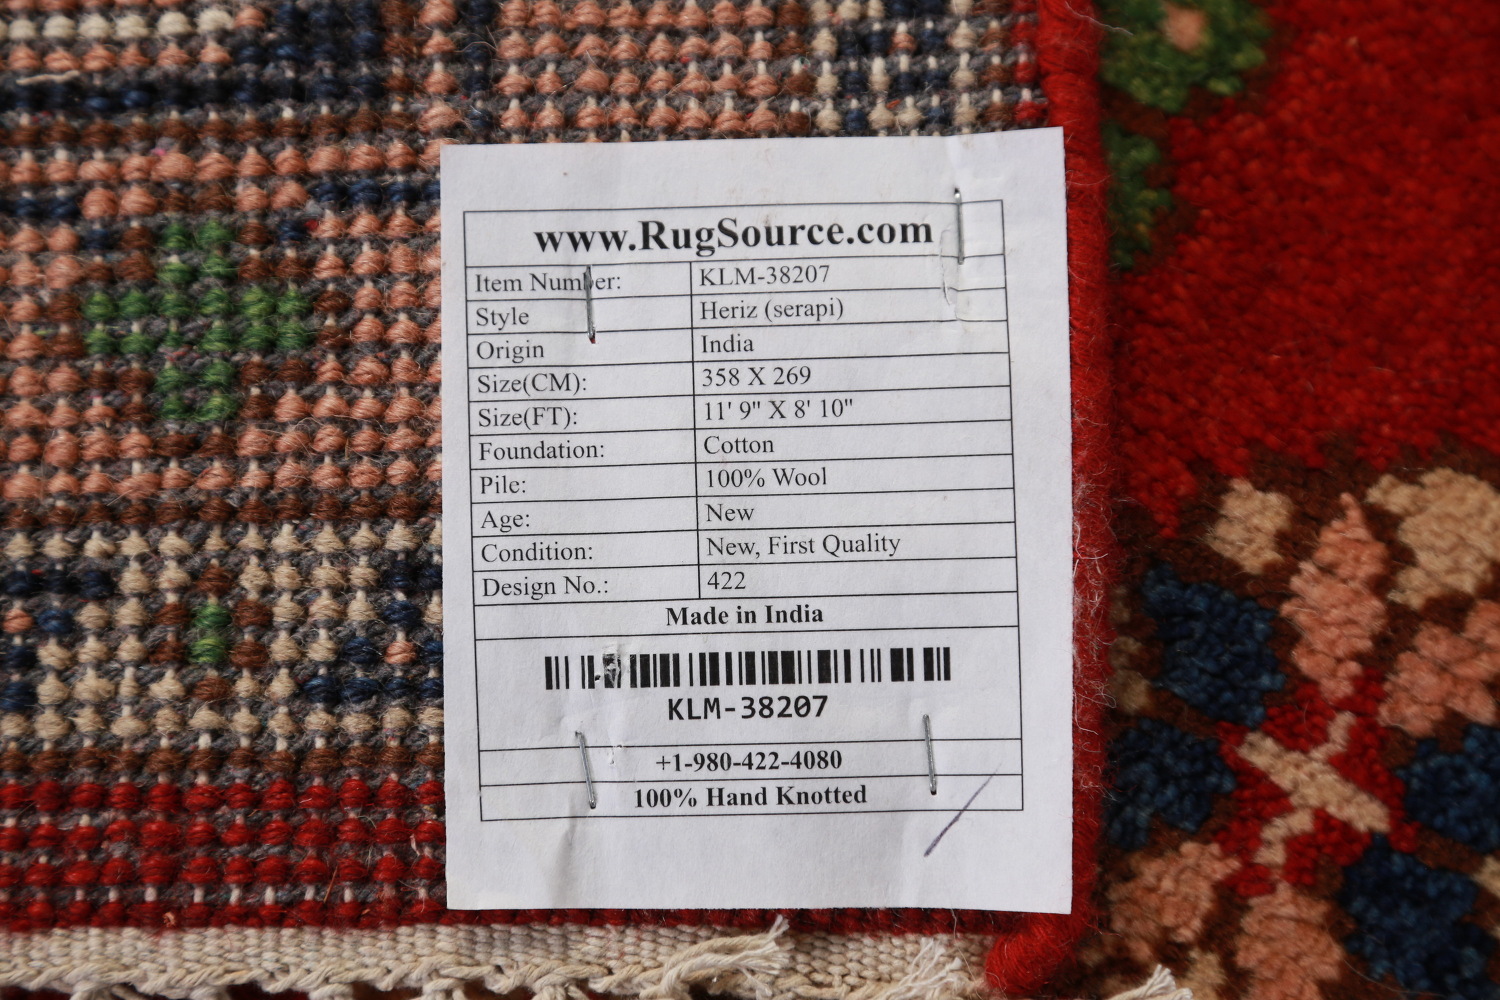 www.RugSource.com
Item Number: KLM-38207
Style Heriz (serapi)
Origin India
Size(CM): 358 X 269
Size(FT): 11' 9" X 8' 10"
Foundation: Cotton
Pile: 100% Wool
Age: New
Condition: New, First Quality
Design No.: 422
Made in India
KLM-38207
+1-980-422-4080
100% Hand Knotted